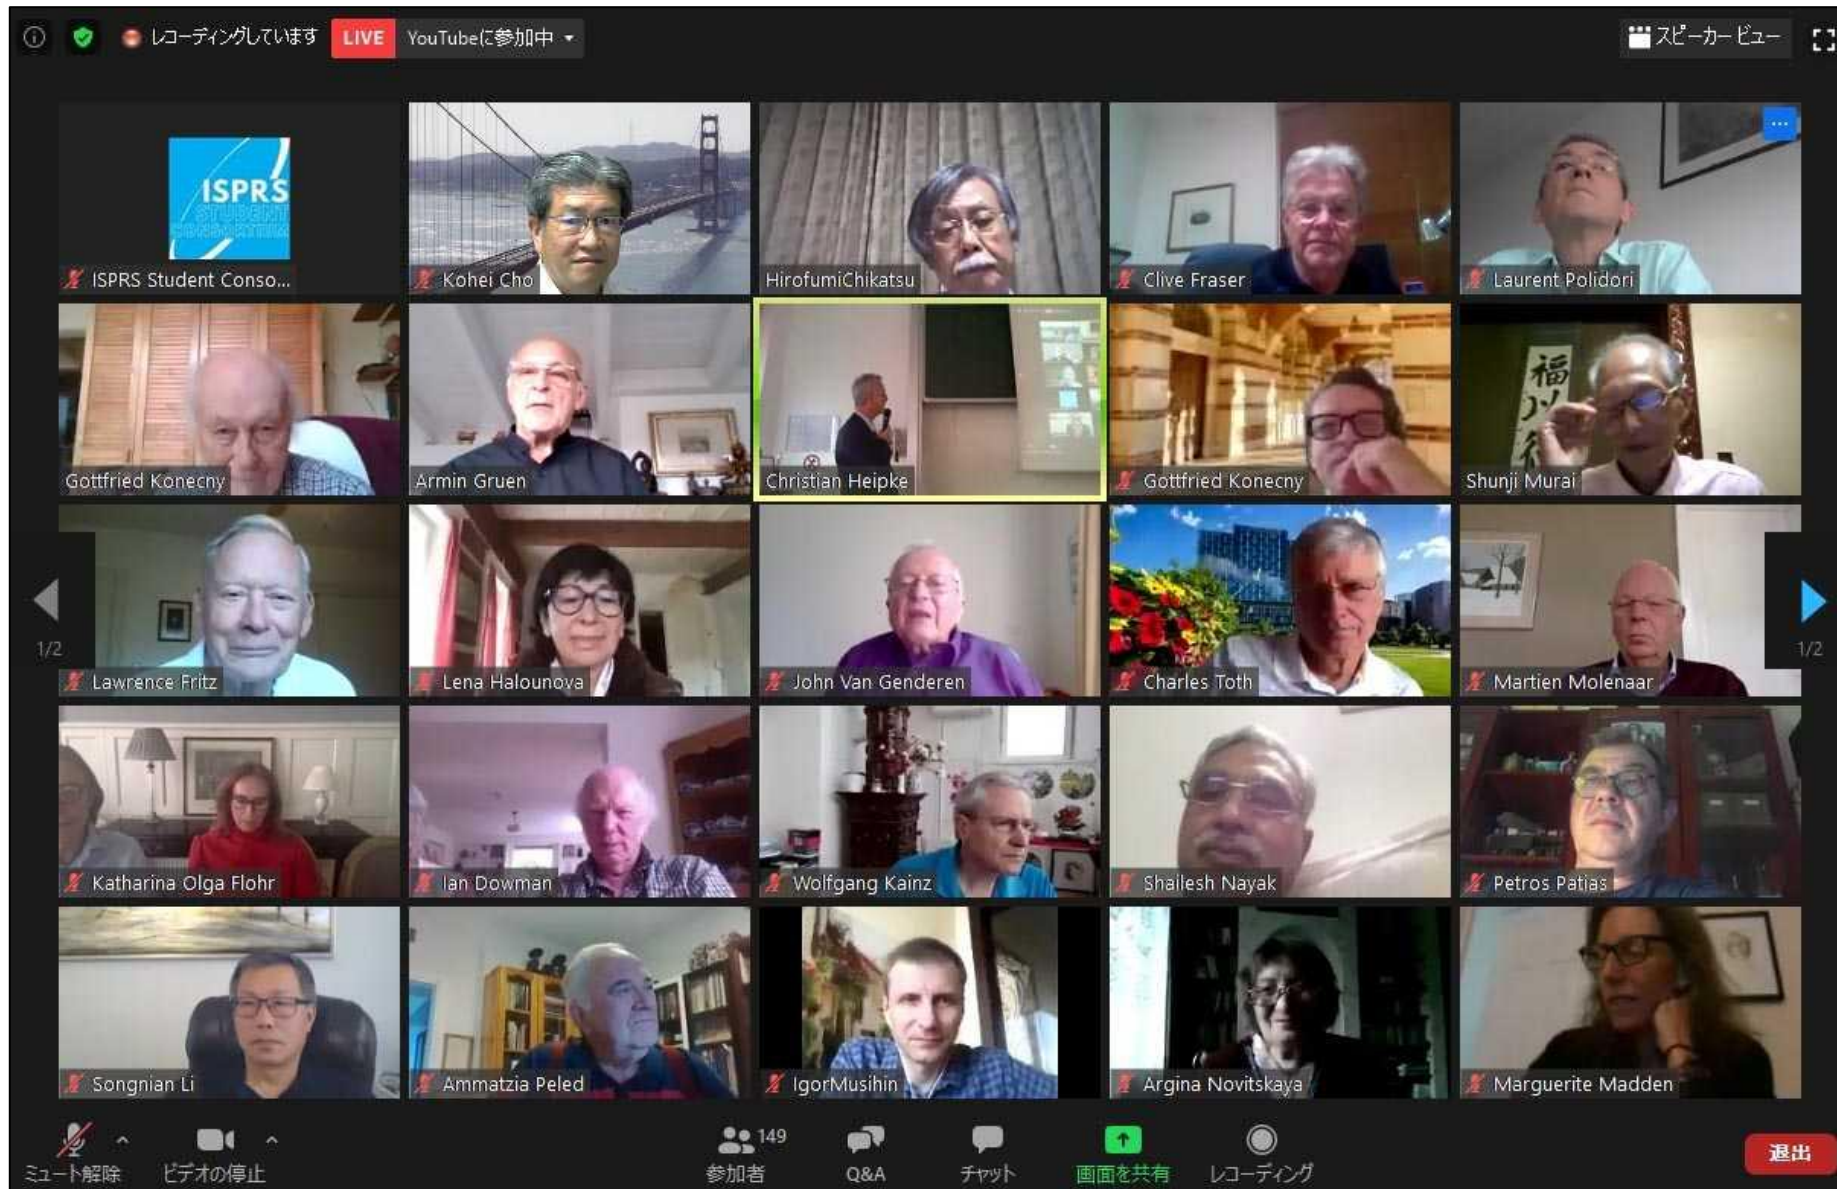 レコーディングしています
LIVE
YouTubeに参加中
スピーカー ビュー
ISPRS
STUDENT
CONSORTIUM
ISPRS Student Conso...
Kohei Cho
HirofumiChikatsu
Clive Fraser
Laurent Polidori
福
Gottfried Konecny
Armin Gruen
Christian Heipke
Gottfried Konecny
Shunji Murai
1/2
1/2
Lawrence Fritz
Lena Halounova
John Van Genderen
Charles Toth
Martien Molenaar
Katharina Olga Flohr
Ian Dowman
Wolfgang Kainz
Shailesh Nayak
Petros Patias
Songnian Li
Ammatzia Peled
IgorMusihin
Argina Novitskaya
Marguerite Madden
149
ミュート解除
ビデオの停止
参加者
Q&A
チャット
画面を共有
レコーディング
退出